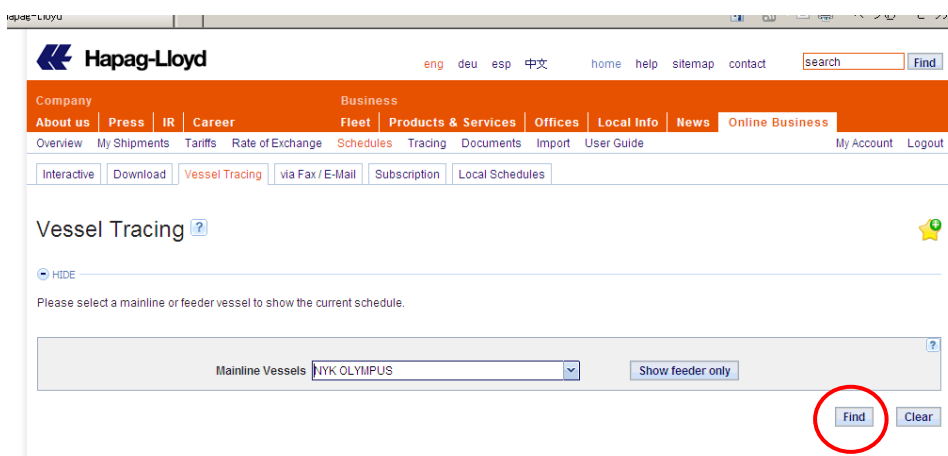 Hapag-Lloyd
eng deu esp 中文 home help sitemap contact search Find
Company Business
About us Press IR Career Fleet Products & Services Offices Local Info News Online Business
Overview My Shipments Tariffs Rate of Exchange Schedules Tracing Documents Import User Guide My Account Logout
Interactive Download Vessel Tracing via Fax / E-Mail Subscription Local Schedules
Vessel Tracing ?
HIDE
Please select a mainline or feeder vessel to show the current schedule.
?
Mainline Vessels NYK OLYMPUS Show feeder only
Find Clear